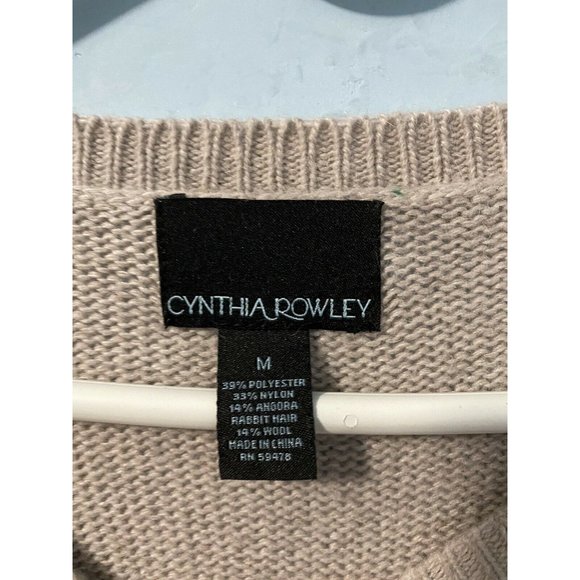 CYNTHIA ROWLEY
M
39% POLYESTER
33% NYLON
14% ANGORA
RABBIT HAIR
14% WOOL
MADE IN CHINA
RN 59478